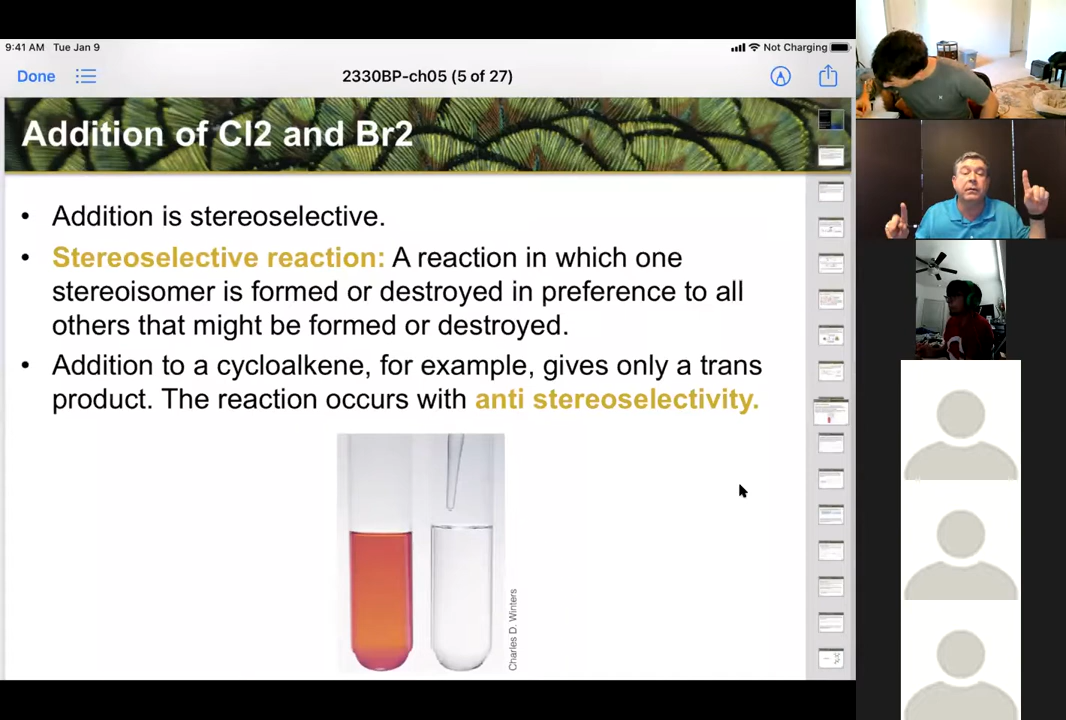 9:41 AM Tue Jan 9
Not Charging
Done
2330BP-ch05 (5 of 27)
Addition of Cl2 and Br2
• Addition is stereoselective.
• Stereoselective reaction: A reaction in which one
stereoisomer is formed or destroyed in preference to all
others that might be formed or destroyed.
• Addition to a cycloalkene, for example, gives only a trans
product. The reaction occurs with anti stereoselectivity.
Charles D. Winters